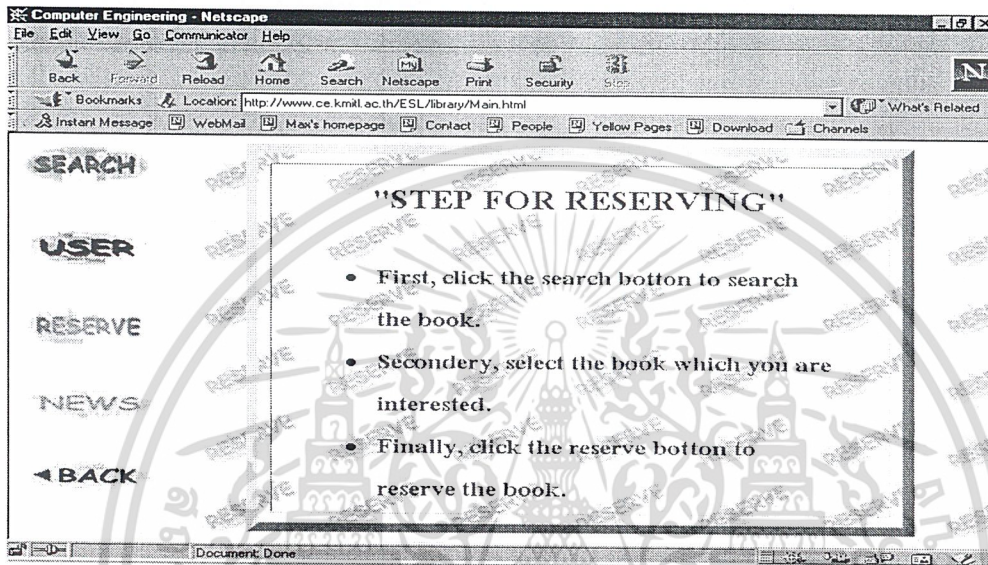 Computer Engineering - Netscape
File Edit View Go Communicator Help
Back Forward Reload Home Search Netscape Print Security Stop
Bookmarks Location: http://www.ce.kmitl.ac.th/ESL/library/Main.html What's Related
Instant Message WebMail Max's homepage Contact People Yellow Pages Download Channels
SEARCH
USER
RESERVE
NEWS
◄BACK
"STEP FOR RESERVING"
• First, click the search botton to search
the book.
• Secondery, select the book which you are
interested.
• Finally, click the reserve botton to
reserve the book.
Document: Done